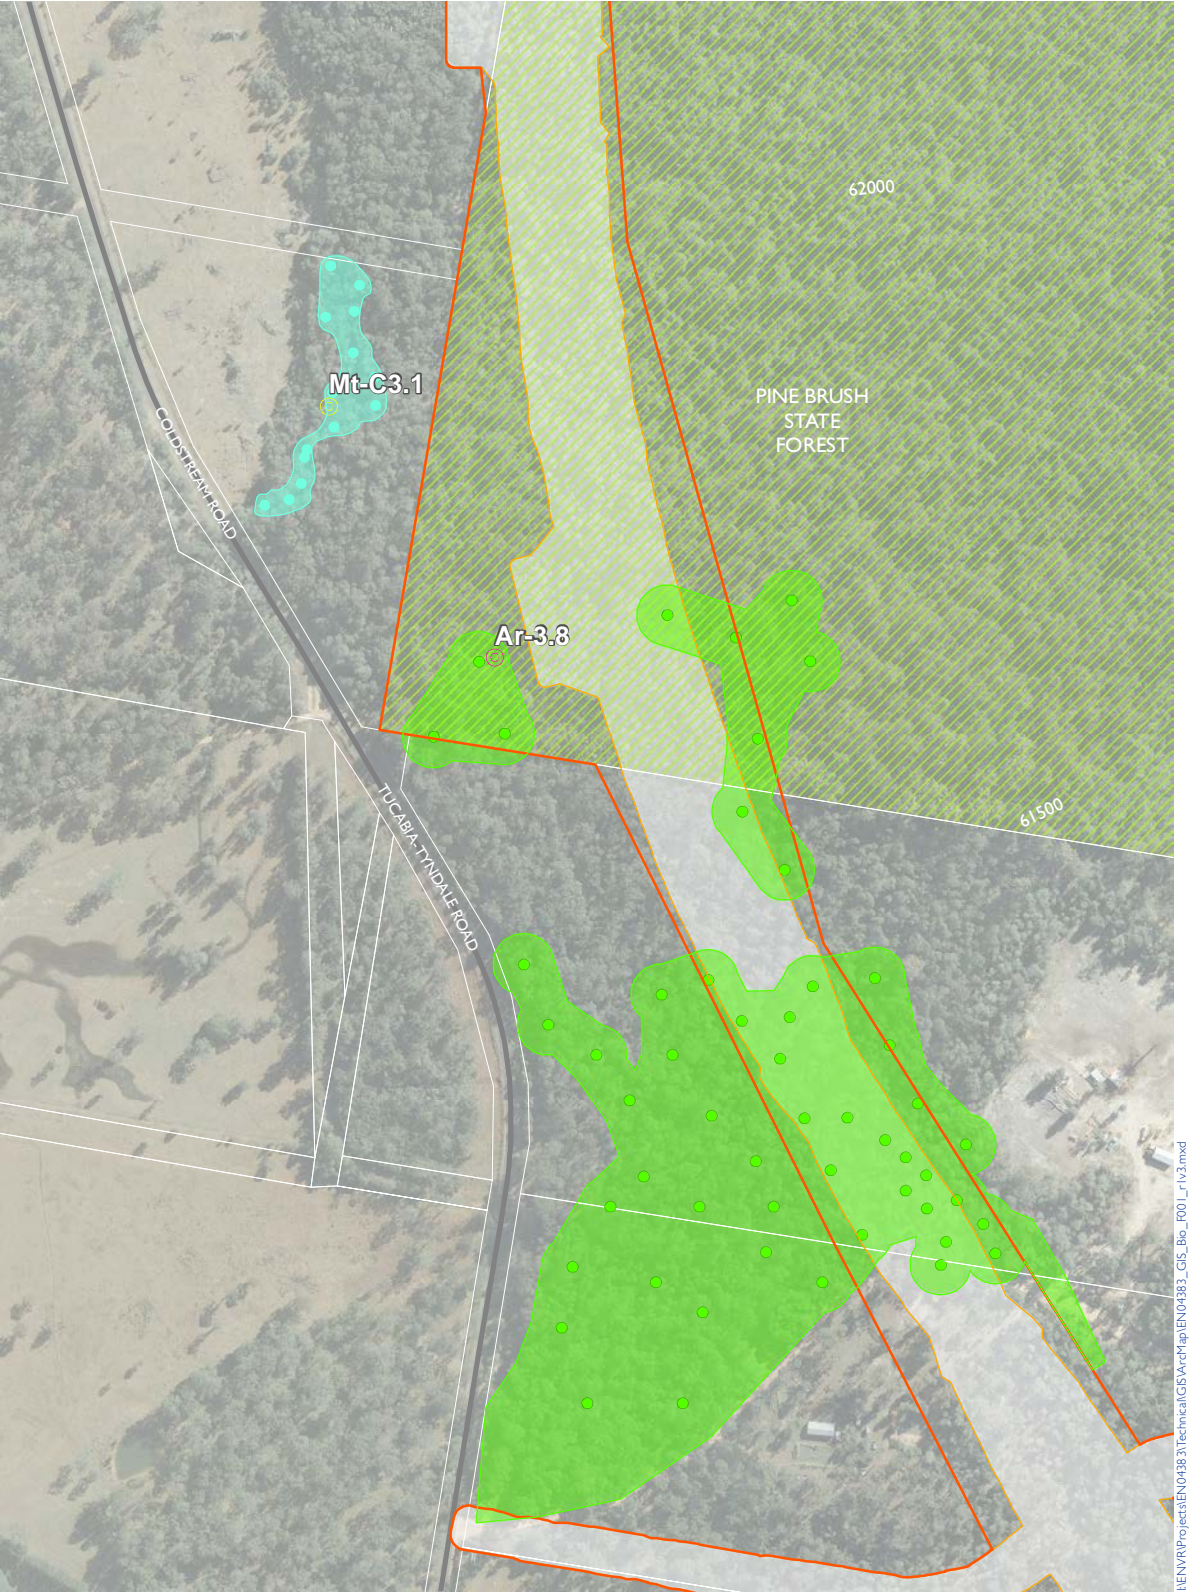 62000
Mt-C3.1
PINE BRUSH
STATE
FOREST
COLDSTREAM ROAD
Ar-3.8
61500
TUCABIA-TYNDALE ROAD
I:\ENVR\Projects\EN04383\Technical\GIS\ArcMap\EN04383_GIS_Bio_F001_r1v3.mxd